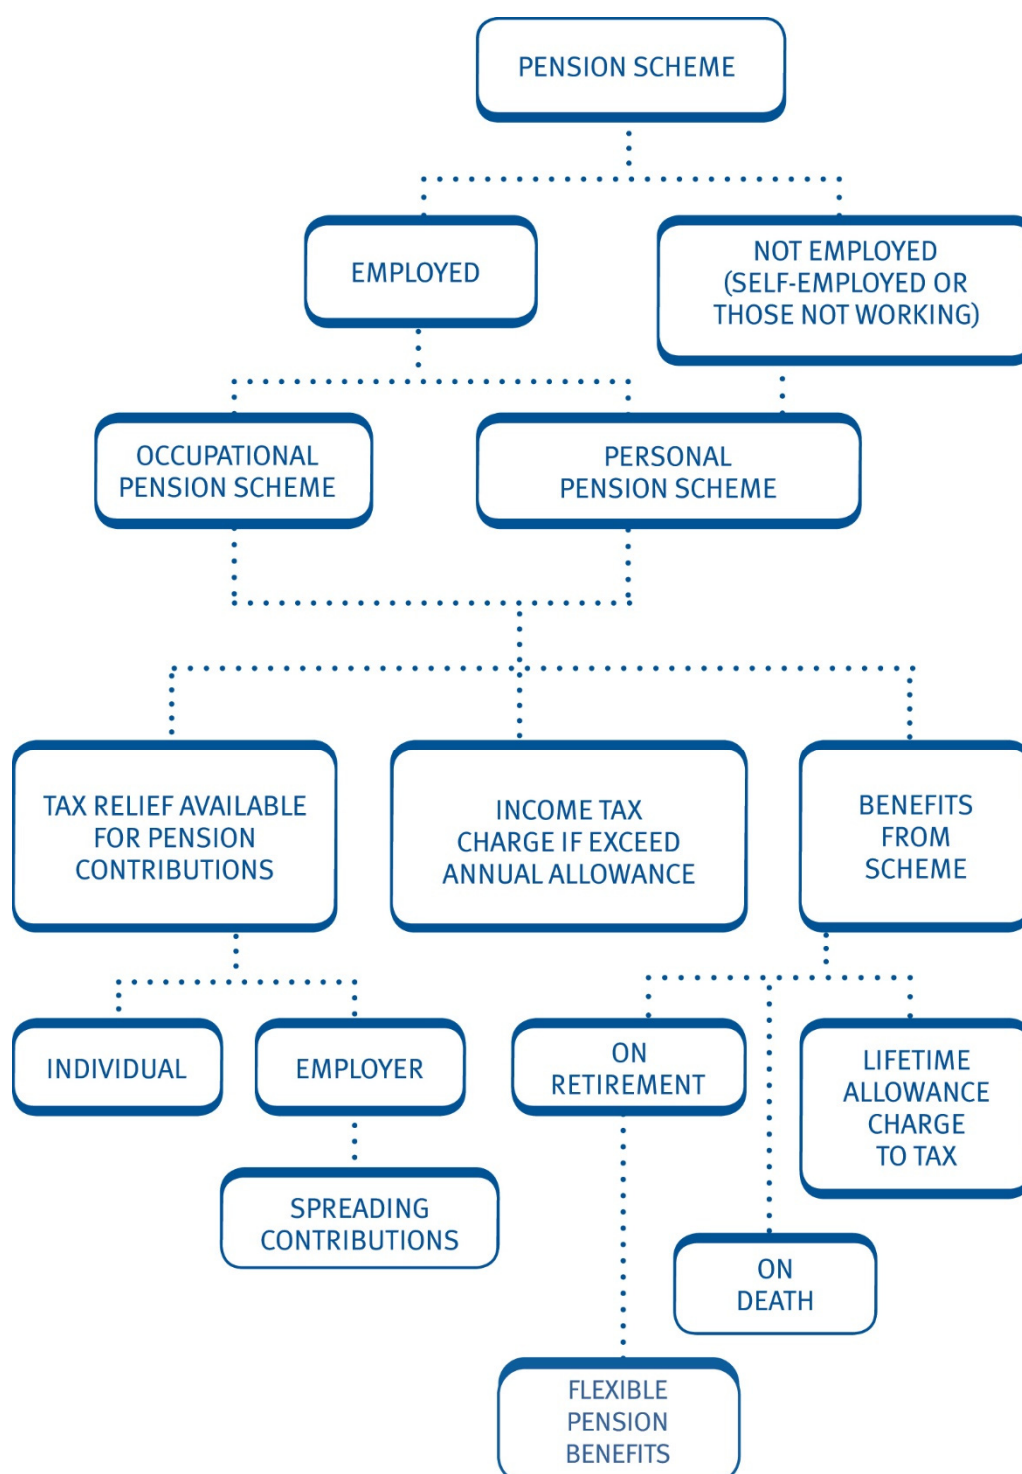 PENSION SCHEME
EMPLOYED
NOT EMPLOYED
(SELF-EMPLOYED OR
THOSE NOT WORKING)
OCCUPATIONAL
PENSION SCHEME
PERSONAL
PENSION SCHEME
TAX RELIEF AVAILABLE
FOR PENSION
CONTRIBUTIONS
INCOME TAX
CHARGE IF EXCEED
ANNUAL ALLOWANCE
BENEFITS
FROM
SCHEME
INDIVIDUAL
EMPLOYER
ON
RETIREMENT
LIFETIME
ALLOWANCE
CHARGE
TO TAX
SPREADING
CONTRIBUTIONS
ON
DEATH
FLEXIBLE
PENSION
BENEFITS